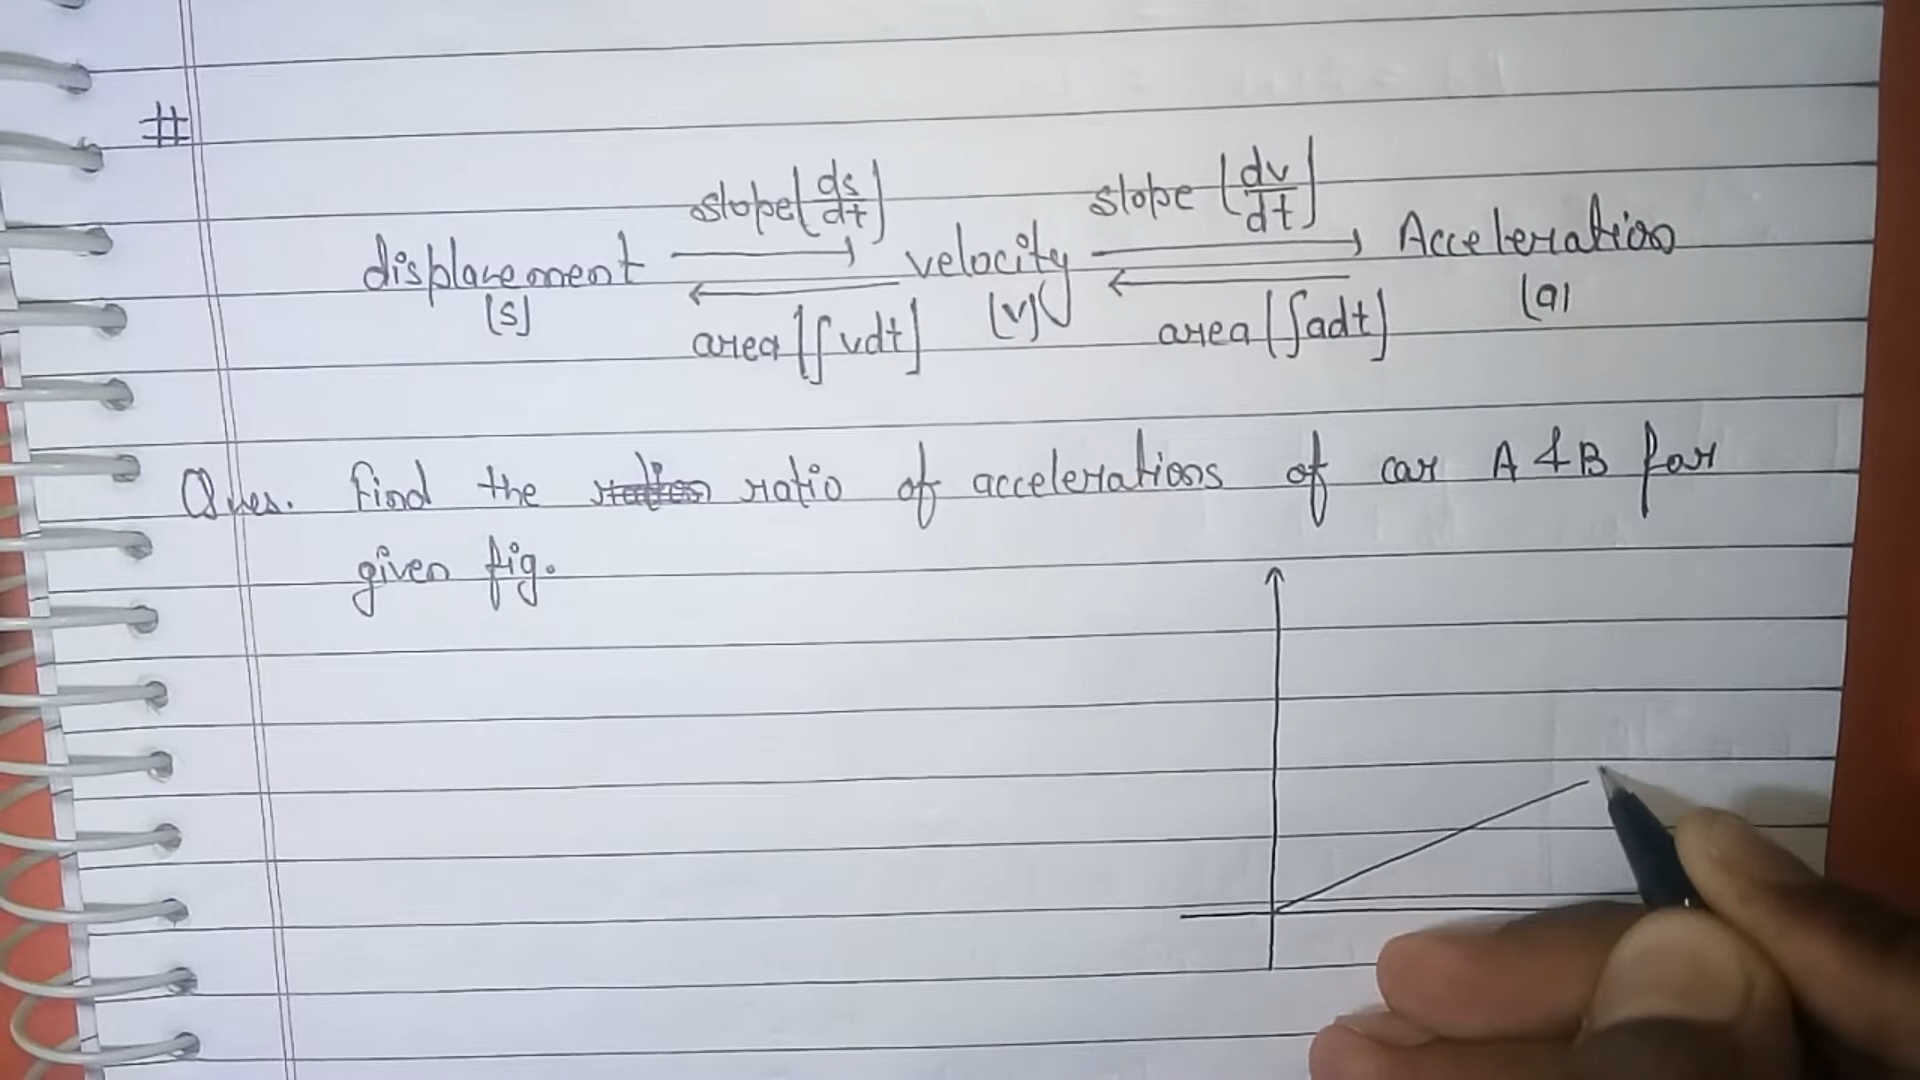 #
slope[ds/dt] slope [dv/dt]
displacement velocity Acceleration
[s] (v) (a)
area [∫vdt] area [∫adt]
Ques. Find the ratio of accelerations of car A & B for
given fig.